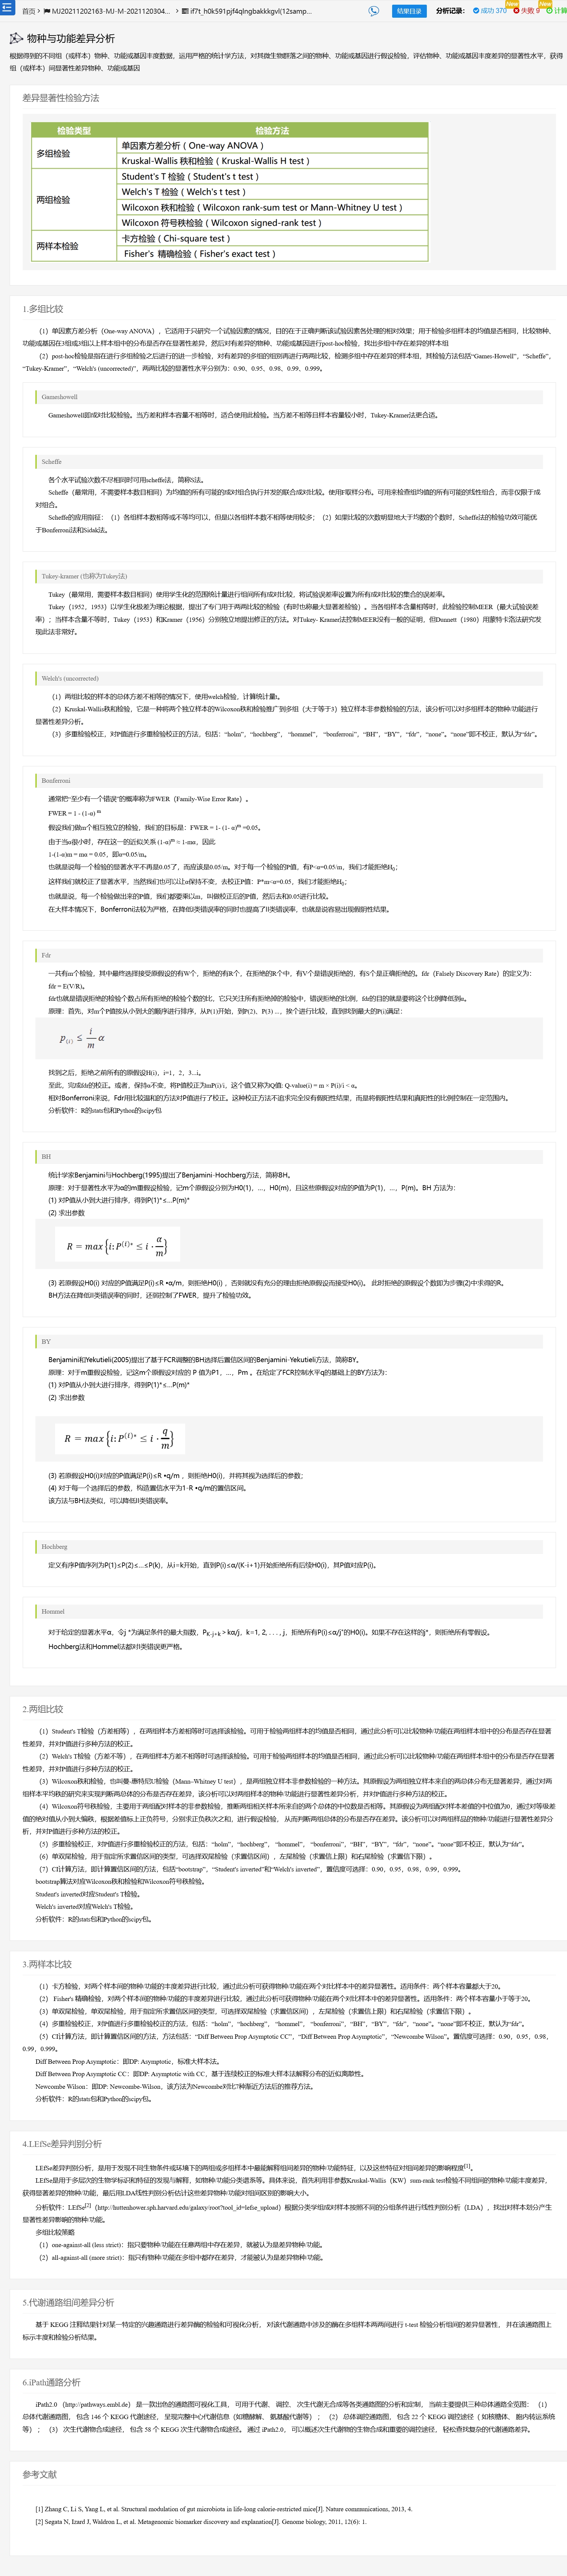 首页
MJ20211202163-MJ-M-2021120304...
if7t_h0k591pjf4qlngbakkkgvl(12samp...
结果目录
分析记录：
成功 370
New
失败 9
New
计算
物种与功能差异分析
根据得到的不同组（或样本）物种、功能或基因丰度数据，运用严格的统计学方法，对其微生物群落之间的物种、功能或基因进行假设检验，评估物种、功能或基因丰度差异的显著性水平，获得
组（或样本）间显著性差异物种、功能或基因
差异显著性检验方法
检验类型 检验方法
多组检验
单因素方差分析（One-way ANOVA）
Kruskal-Wallis 秩和检验（Kruskal-Wallis H test）
两组检验
Student's T 检验（Student's t test）
Welch's T 检验（Welch's t test）
Wilcoxon 秩和检验（Wilcoxon rank-sum test or Mann-Whitney U test）
Wilcoxon 符号秩检验（Wilcoxon signed-rank test）
两样本检验
卡方检验（Chi-square test）
Fisher's 精确检验（Fisher's exact test）
1.多组比较
（1）单因素方差分析（One-way ANOVA），它适用于只研究一个试验因素的情况，目的在于正确判断该试验因素各处理的相对效果；用于检验多组样本的均值是否相同，比较物种、
功能或基因在3组或3组以上样本组中的分布是否存在显著性差异，然后对有差异的物种、功能或基因进行post-hoc检验，找出多组中存在差异的样本组
（2）post-hoc检验是指在进行多组检验之后进行的进一步检验，对有差异的多组的组别再进行两两比较，检测多组中存在差异的样本组，其检验方法包括“Games-Howell”，“Scheffe”，
“Tukey-Kramer”，“Welch's (uncorrected)”，两两比较的显著性水平分别为：0.90，0.95，0.98，0.99，0.999。
Gameshowell
Gameshowell即成对比较检验。当方差和样本容量不相等时，适合使用此检验。当方差不相等且样本容量较小时，Tukey-Kramer法更合适。
Scheffe
各个水平试验次数不尽相同时可用scheffe法，简称S法。
Scheffe（最常用，不需要样本数目相同）为均值的所有可能的成对组合执行并发的联合成对比较。使用F取样分布。可用来检查组均值的所有可能的线性组合，而非仅限于成
对组合。
Scheffe的应用指征：（1）各组样本数相等或不等均可以，但是以各组样本数不相等使用较多；（2）如果比较的次数明显地大于均数的个数时，Scheffe法的检验功效可能优
于Bonferroni法和Sidak法。
Tukey-kramer (也称为Tukey法)
Tukey（最常用，需要样本数目相同）使用学生化的范围统计量进行组间所有成对比较，将试验误差率设置为所有成对比较的集合的误差率。
Tukey（1952，1953）以学生化极差为理论根据，提出了专门用于两两比较的检验（有时也称最大显著差检验）。当各组样本含量相等时，此检验控制MEER（最大试验误差
率）；当样本含量不等时，Tukey（1953）和Kramer（1956）分别独立地提出修正的方法。对Tukey- Kramer法控制MEER没有一般的证明，但Dunnett（1980）用蒙特卡洛法研究发
现此法非常好。
Welch's (uncorrected)
（1）两组比较的样本的总体方差不相等的情况下，使用welch检验，计算统计量t。
（2）Kruskal-Wallis秩和检验，它是一种将两个独立样本的Wilcoxon秩和检验推广到多组（大于等于3）独立样本非参数检验的方法，该分析可以对多组样本的物种/功能进行
显著性差异分析。
（3）多重检验校正，对P值进行多重检验校正的方法，包括：“holm”，“hochberg”，“hommel”，“bonferroni”，“BH”，“BY”，“fdr”，“none”。“none”即不校正，默认为“fdr”。
Bonferroni
通常把“至少有一个错误”的概率称为FWER（Family-Wise Error Rate）。
FWER = 1 - (1-α) m
假设我们做m个相互独立的检验，我们的目标是：FWER = 1- (1- α)m =0.05。
由于当α很小时，存在这一的近似关系 (1-α)m ≈ 1-mα，因此
1-(1-α)m = mα = 0.05，即α=0.05/m。
也就是说每一个检验的显著水平不再是0.05了，而应该是0.05/m。对于每一个检验的P值，有P<α=0.05/m，我们才能拒绝H0；
这样我们就校正了显著水平，当然我们也可以让α保持不变，去校正P值：P*m<α=0.05，我们才能拒绝H0；
也就是说，每一个检验做出来的P值，我们都要乘以m，叫做校正后的P值，然后去和0.05进行比较。
在大样本情况下，Bonferroni法较为严格，在降低I类错误率的同时也提高了II类错误率，也就是说容易出现假阴性结果。
Fdr
一共有m个检验，其中最终选择接受原假设的有W个，拒绝的有R个，在拒绝的R个中，有V个是错误拒绝的，有S个是正确拒绝的。fdr（Falsely Discovery Rate）的定义为：
fdr = E(V/R)。
fdr也就是错误拒绝的检验个数占所有拒绝的检验个数的比，它只关注所有拒绝掉的检验中，错误拒绝的比例，fdr的目的就是要将这个比例降低到α。
原理：首先，对m个P值按从小到大的顺序进行排序，从P(1)开始，到P(2)、P(3) ...，挨个进行比较，直到找到最大的P(i)满足：
p(i) ≤ i/m α
找到之后，拒绝之前所有的原假设H(i)，i=1，2，3...i。
至此，完成fdr的校正。或者，保持α不变，将P值校正为mP(i)/i，这个值又称为Q值: Q-value(i) = m × P(i)/i < α。
相对Bonferroni来说，Fdr用比较温和的方法对P值进行了校正。这种校正方法不追求完全没有假阳性结果，而是将假阳性结果和真阳性的比例控制在一定范围内。
分析软件：R的stats包和Python的scipy包.
BH
统计学家Benjamini与Hochberg(1995)提出了Benjamini-Hochberg方法，简称BH。
原理：对于显著性水平为α的m重假设检验，记m个原假设分别为H0(1)，…，H0(m)，且这些原假设对应的P值为P(1)，…，P(m)。BH 方法为：
(1) 对P值从小到大进行排序，得到P(1)*≤…P(m)*
(2) 求出参数
R = max{i: P(i)* ≤ i · α/m}
(3) 若原假设H0(i) 对应的P值满足P(i)≤R •α/m，则拒绝H0(i) ，否则就没有充分的理由拒绝原假设而接受H0(i)。 此时拒绝的原假设个数即为步骤(2)中求得的R。
BH方法在降低II类错误率的同时，还弱控制了FWER，提升了检验功效。
BY
Benjamini和Yekutieli(2005)提出了基于FCR调整的BH选择后置信区间的Benjamini-Yekutieli方法，简称BY。
原理：对于m重假设检验，记这m个原假设对应的 P 值为P1，…，Pm 。在给定了FCR控制水平q的基础上的BY方法为：
(1) 对P值从小到大进行排序，得到P(1)*≤…P(m)*
(2) 求出参数
R = max{i: P(i)* ≤ i · q/m}
(3) 若原假设H0(i)对应的P值满足P(i)≤R •q/m ，则拒绝H0(i)，并将其视为选择后的参数；
(4) 对于每一个选择后的参数，构造置信水平为1-R •q/m的置信区间。
该方法与BH法类似，可以降低II类错误率。
Hochberg
定义有序P值序列为P(1)≤P(2)≤…≤P(k)，从i=k开始，直到P(i)≤α/(K-i+1)开始拒绝所有后续H0(i)，其P值对应P(i)。
Hommel
对于给定的显著水平α，令j *为满足条件的最大指数，PK-j+k > kα/j，k=1, 2, . . . , j，拒绝所有P(i)≤α/j*的H0(i)。如果不存在这样的j*，则拒绝所有零假设。
Hochberg法和Hommel法都对I类错误更严格。
2.两组比较
（1）Student's T检验（方差相等），在两组样本方差相等时可选择该检验。可用于检验两组样本的均值是否相同，通过此分析可以比较物种/功能在两组样本组中的分布是否存在显著
性差异，并对P值进行多种方法的校正。
（2）Welch's T检验（方差不等），在两组样本方差不相等时可选择该检验。可用于检验两组样本的均值是否相同，通过此分析可以比较物种/功能在两组样本组中的分布是否存在显著
性差异，并对P值进行多种方法的校正。
（3）Wilcoxon秩和检验，也叫曼-惠特尼U检验（Mann–Whitney U test），是两组独立样本非参数检验的一种方法。其原假设为两组独立样本来自的两总体分布无显著差异，通过对两
组样本平均秩的研究来实现判断两总体的分布是否存在差异，该分析可以对两组样本的物种/功能进行显著性差异分析，并对P值进行多种方法的校正。
（4）Wilcoxon符号秩检验，主要用于两组配对样本的非参数检验，推断两组相关样本所来自的两个总体的中位数是否相等。其原假设为两组配对样本差值的中位值为0，通过对等级差
值的绝对值从小到大编秩，根据差值标上正负符号，分别求正负秩次之和，进行假设检验，从而判断两总体的分布是否存在差异。该分析可以对两组样品的物种/功能进行显著性差异分
析，并对P值进行多种方法的校正。
（5）多重检验校正，对P值进行多重检验校正的方法，包括：“holm”，“hochberg”，“hommel”，“bonferroni”，“BH”，“BY”，“fdr”，“none”。“none”即不校正，默认为“fdr”。
（6）单双尾检验，用于指定所求置信区间的类型，可选择双尾检验（求置信区间），左尾检验（求置信上限）和右尾检验（求置信下限）。
（7）CI计算方法，即计算置信区间的方法，包括“bootstrap”，“Student's inverted”和“Welch's inverted”，置信度可选择：0.90，0.95，0.98，0.99，0.999。
bootstrap算法对应Wilcoxon秩和检验和Wilcoxon符号秩检验。
Student's inverted对应Student's T检验。
Welch's inverted对应Welch's T检验。
分析软件：R的stats包和Python的scipy包。
3.两样本比较
（1）卡方检验，对两个样本间的物种/功能的丰度差异进行比较，通过此分析可获得物种/功能在两个对比样本中的差异显著性。适用条件：两个样本容量都大于20。
（2） Fisher's 精确检验，对两个样本间的物种/功能的丰度差异进行比较，通过此分析可获得物种/功能在两个对比样本中的差异显著性。适用条件：两个样本容量小于等于20。
（3）单双尾检验，单双尾检验，用于指定所求置信区间的类型，可选择双尾检验（求置信区间），左尾检验（求置信上限）和右尾检验（求置信下限）。
（4）多重检验校正，对P值进行多重检验校正的方法，包括：“holm”，“hochberg”，“hommel”，“bonferroni”，“BH”，“BY”，“fdr”，“none”。“none”即不校正，默认为“fdr”。
（5）CI计算方法，即计算置信区间的方法，方法包括：“Diff Between Prop Asymptotic CC”，“Diff Between Prop Asymptotic”，“Newcombe Wilson”。置信度可选择：0.90，0.95，0.98，
0.99，0.999。
Diff Between Prop Asymptotic：即DP: Asymptotic，标准大样本法。
Diff Between Prop Asymptotic CC：即DP: Asymptotic with CC，基于连续校正的标准大样本法解释分布的近似离散性。
Newcombe Wilson：即DP: Newcombe-Wilson，该方法为Newcombe对比7种渐近方法后的推荐方法。
分析软件：R的stats包和Python的scipy包。
4.LEfSe差异判别分析
LEfSe差异判别分析，是用于发现不同生物条件或环境下的两组或多组样本中最能解释组间差异的物种/功能特征，以及这些特征对组间差异的影响程度[1]。
LEfSe是用于多层次的生物学标识和特征的发现与解释，如物种/功能分类谱系等。具体来说，首先利用非参数Kruskal-Wallis（KW）sum-rank test检验不同组间的物种/功能丰度差异，
获得显著差异的物种/功能，最后用LDA线性判别分析估计这些差异物种/功能对组间区别的影响大小。
分析软件：LEfSe[2]（http://huttenhower.sph.harvard.edu/galaxy/root?tool_id=lefse_upload）根据分类学组成对样本按照不同的分组条件进行线性判别分析（LDA），找出对样本划分产生
显著性差异影响的物种/功能。
多组比较策略
（1）one-against-all (less strict)：指只要物种/功能在任意两组中存在差异，就被认为是差异物种/功能。
（2）all-against-all (more strict)：指只有物种/功能在多组中都存在差异，才能被认为是差异物种/功能。
5.代谢通路组间差异分析
基于 KEGG 注释结果针对某一特定的兴趣通路进行差异酶的检验和可视化分析，对该代谢通路中涉及的酶在多组样本两两间进行 t-test 检验分析组间的差异显著性，并在该通路图上
标示丰度和检验分析结果。
6.iPath通路分析
iPath2.0 （http://pathways.embl.de） 是一款出色的通路图可视化工具，可用于代谢、 调控、 次生代谢无合成等各类通路图的分析和定制，当前主要提供三种总体通路全览图： （1）
总体代谢通路图，包含 146 个 KEGG 代谢途径，呈现完整中心代谢信息（如糖酵解、 氨基酸代谢等）； （2） 总体调控通路图，包含 22 个 KEGG 调控途径（ 如核糖体、 胞内转运系统
等）； （3） 次生代谢物合成途径，包含 58 个 KEGG 次生代谢物合成途径。 通过 iPath2.0，可以概述次生代谢物的生物合成和重要的调控途径，轻松查找复杂的代谢通路差异。
参考文献
[1] Zhang C, Li S, Yang L, et al. Structural modulation of gut microbiota in life-long calorie-restricted mice[J]. Nature communications, 2013, 4.
[2] Segata N, Izard J, Waldron L, et al. Metagenomic biomarker discovery and explanation[J]. Genome biology, 2011, 12(6): 1.